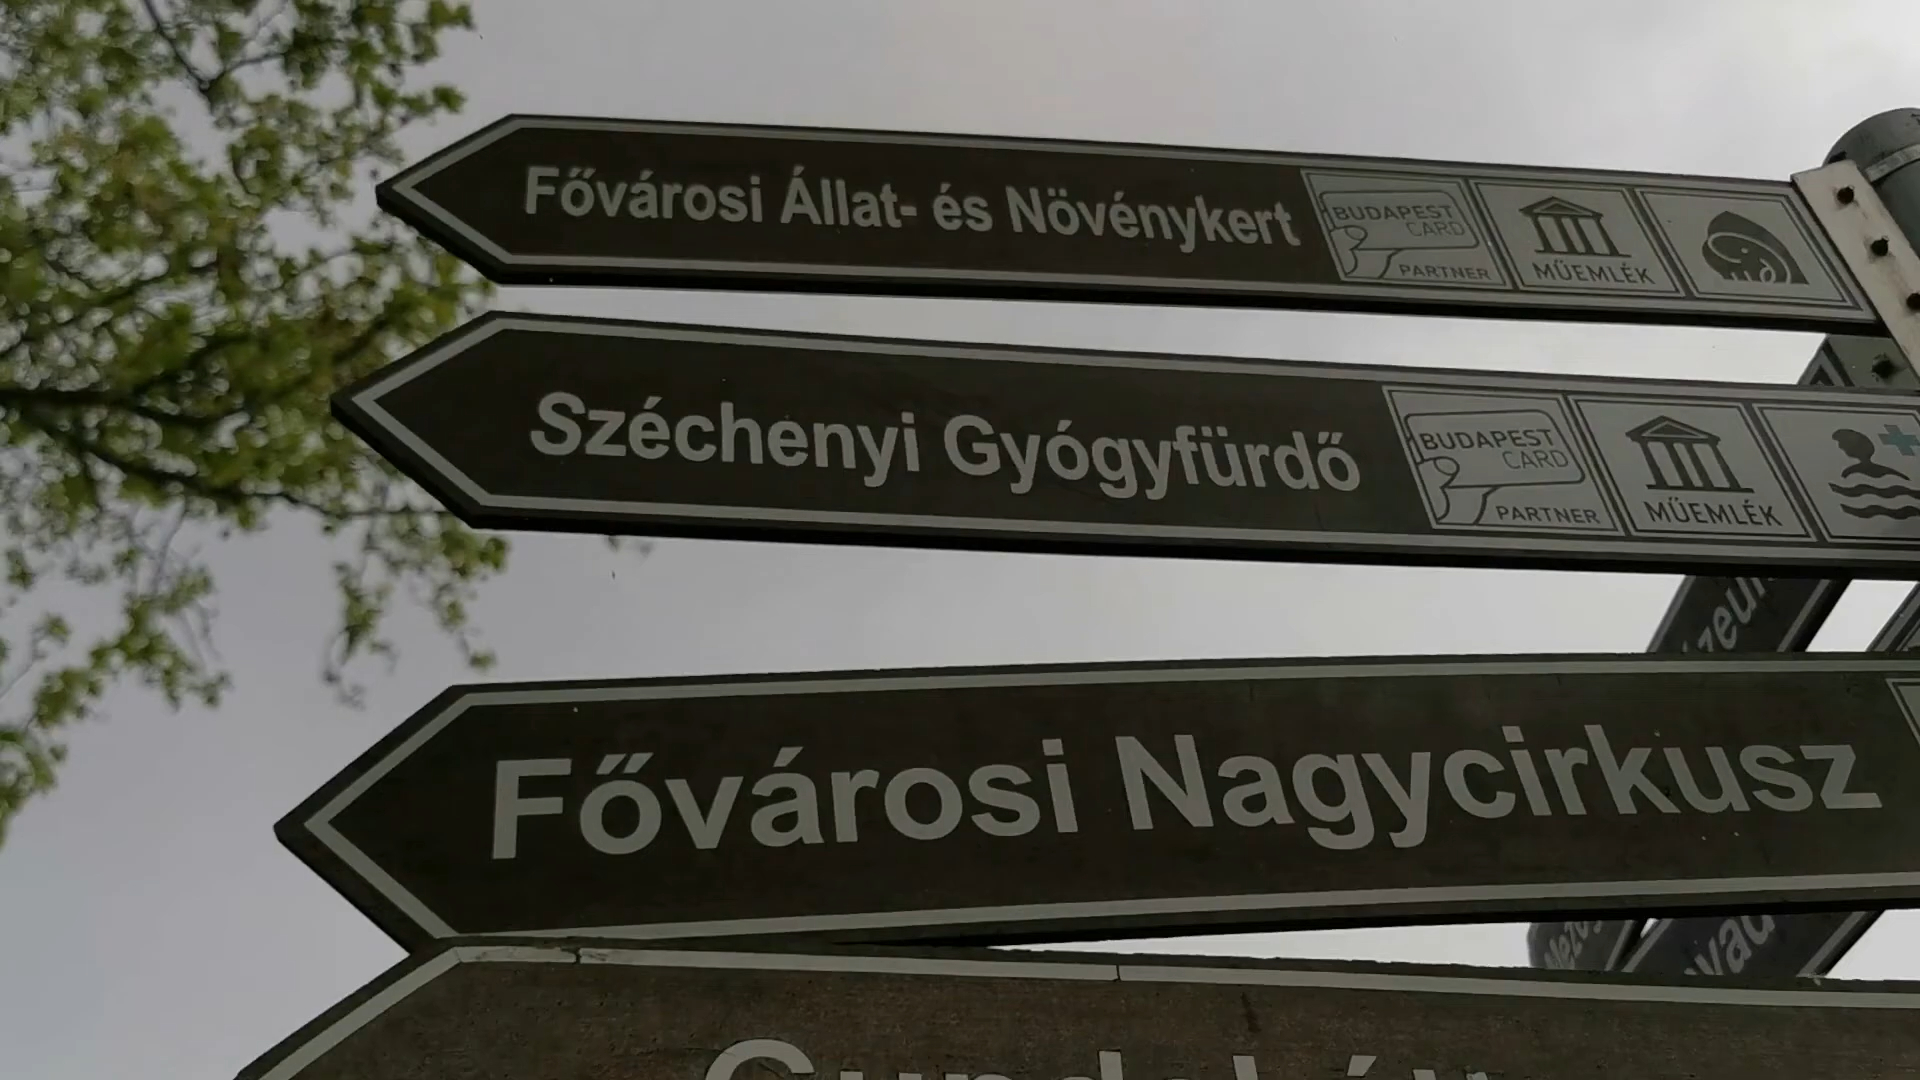 Fővárosi Állat- és Növénykert
BUDAPEST
CARD
PARTNER
MŰEMLÉK
Széchenyi Gyógyfürdő
BUDAPEST
CARD
PARTNER
MŰEMLÉK
Fővárosi Nagycirkusz